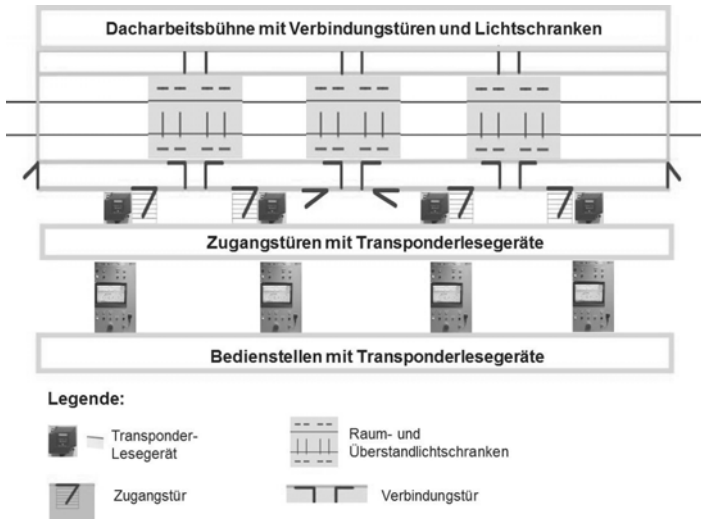 Dacharbeitsbühne mit Verbindungstüren und Lichtschranken
Zugangstüren mit Transponderlesegeräte
Bedienstellen mit Transponderlesegeräte
Legende:
Transponder-
Lesegerät
Raum- und
Überstandlichtschranken
Zugangstür
Verbindungstür